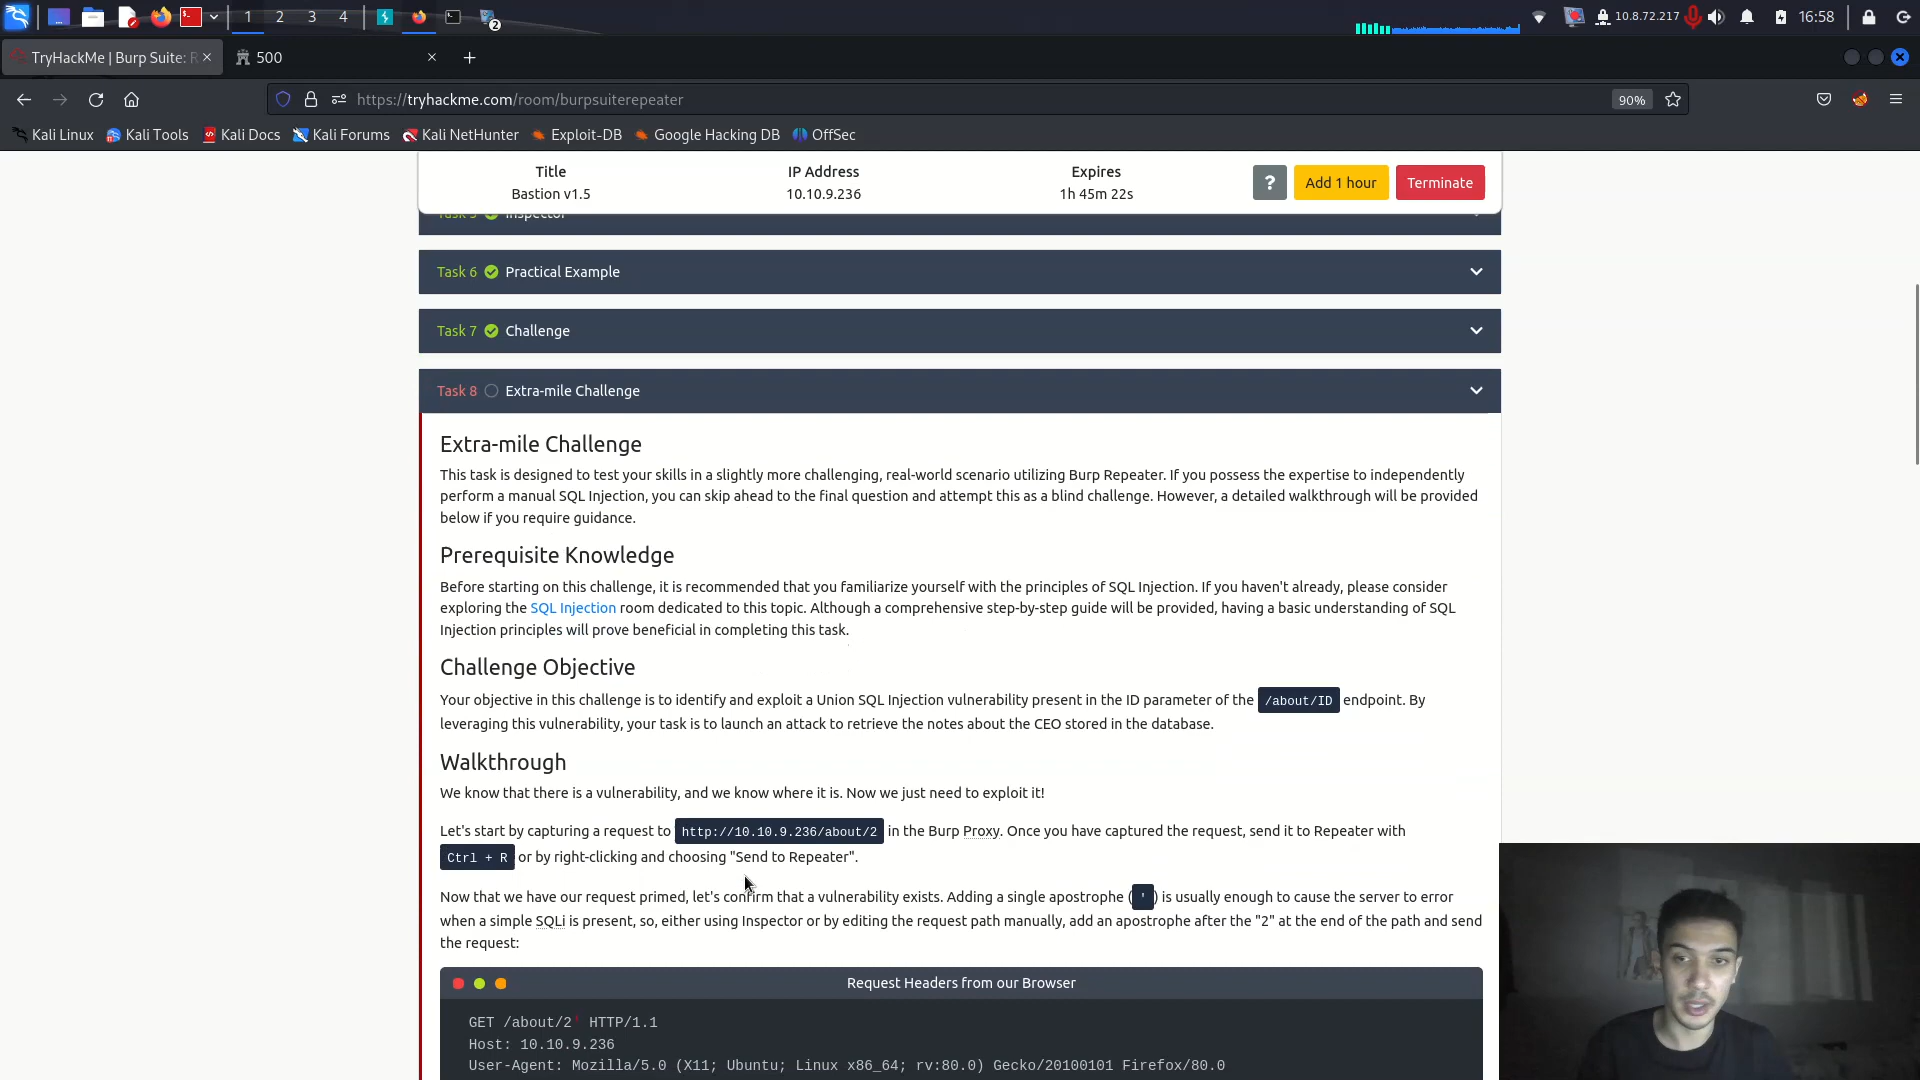 1 2 3 4
2
10.8.72.217
16:58
TryHackMe | Burp Suite: R
500
https://tryhackme.com/room/burpsuiterepeater
90%
Kali Linux
Kali Tools
Kali Docs
Kali Forums
Kali NetHunter
Exploit-DB
Google Hacking DB
OffSec
Title
IP Address
Expires
Bastion v1.5
10.10.9.236
1h 45m 22s
?
Add 1 hour
Terminate
Task 5 Inspector
Task 6 Practical Example
Task 7 Challenge
Task 8 Extra-mile Challenge
Extra-mile Challenge
This task is designed to test your skills in a slightly more challenging, real-world scenario utilizing Burp Repeater. If you possess the expertise to independently
perform a manual SQL Injection, you can skip ahead to the final question and attempt this as a blind challenge. However, a detailed walkthrough will be provided
below if you require guidance.
Prerequisite Knowledge
Before starting on this challenge, it is recommended that you familiarize yourself with the principles of SQL Injection. If you haven't already, please consider
exploring the SQL Injection room dedicated to this topic. Although a comprehensive step-by-step guide will be provided, having a basic understanding of SQL
Injection principles will prove beneficial in completing this task.
Challenge Objective
Your objective in this challenge is to identify and exploit a Union SQL Injection vulnerability present in the ID parameter of the /about/ID endpoint. By
leveraging this vulnerability, your task is to launch an attack to retrieve the notes about the CEO stored in the database.
Walkthrough
We know that there is a vulnerability, and we know where it is. Now we just need to exploit it!
Let's start by capturing a request to http://10.10.9.236/about/2 in the Burp Proxy. Once you have captured the request, send it to Repeater with
Ctrl + R or by right-clicking and choosing "Send to Repeater".
Now that we have our request primed, let's confirm that a vulnerability exists. Adding a single apostrophe (') is usually enough to cause the server to error
when a simple SQLi is present, so, either using Inspector or by editing the request path manually, add an apostrophe after the "2" at the end of the path and send
the request:
Request Headers from our Browser
GET /about/2' HTTP/1.1
Host: 10.10.9.236
User-Agent: Mozilla/5.0 (X11; Ubuntu; Linux x86_64; rv:80.0) Gecko/20100101 Firefox/80.0